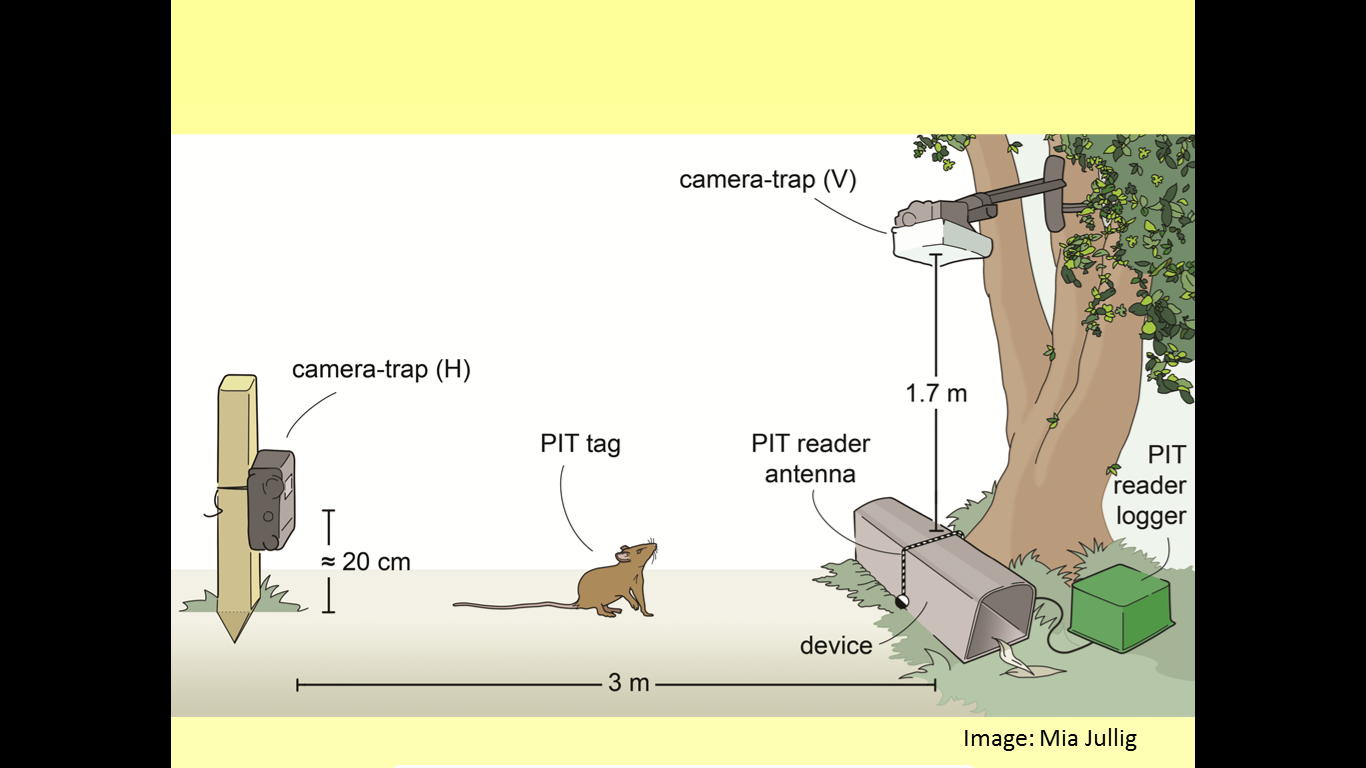 camera-trap (V)
camera-trap (H)
1.7 m
PIT tag
PIT reader
antenna
PIT
reader
logger
≈ 20 cm
device
3 m
Image: Mia Jullig